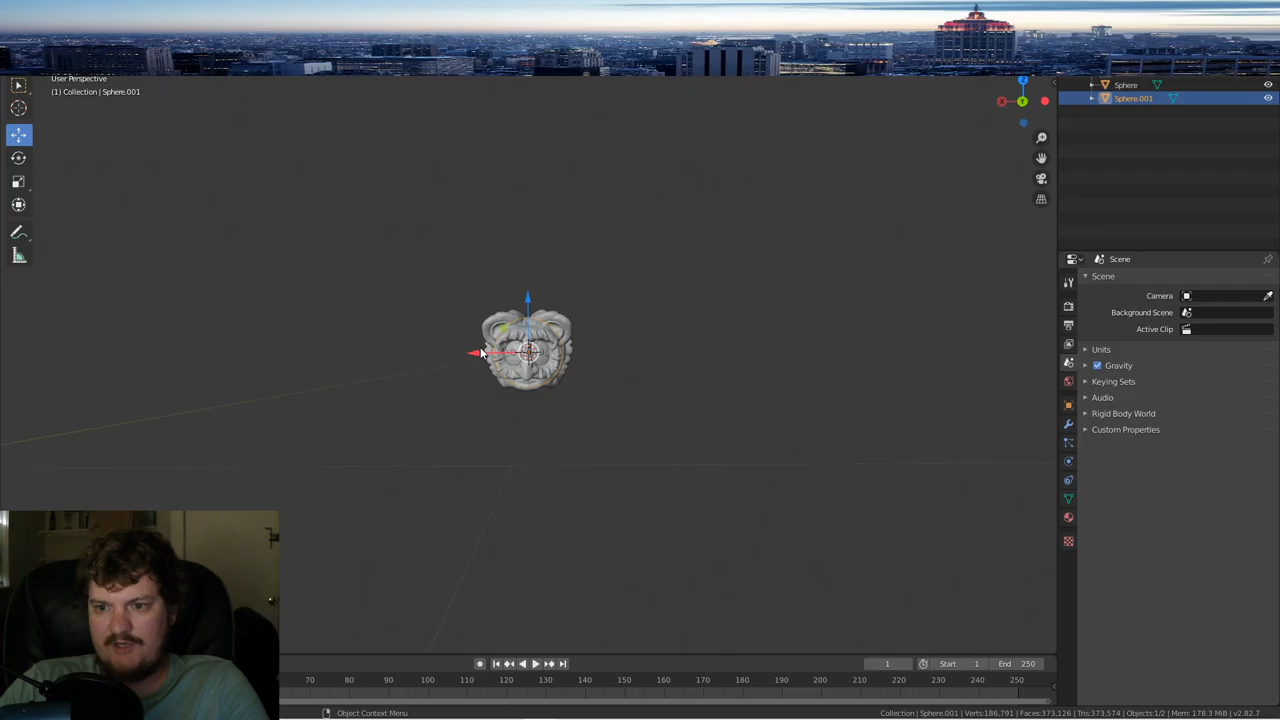 User Perspective
(1) Collection | Sphere.001
Z
X
Y
Sphere
Sphere.001
Scene
Scene
Camera
Background Scene
Active Clip
Units
Gravity
Keying Sets
Audio
Rigid Body World
Custom Properties
1
Start 1
End 250
70 80 90 100 110 120 130 140 150 160 170 180 190 200 210 220 230 240 250
Object Context Menu
Collection | Sphere.001 | Verts:186,791 | Faces:373,126 | Tris:373,574 | Objects:1/2 | Mem: 178.3 MiB | v2.82.7